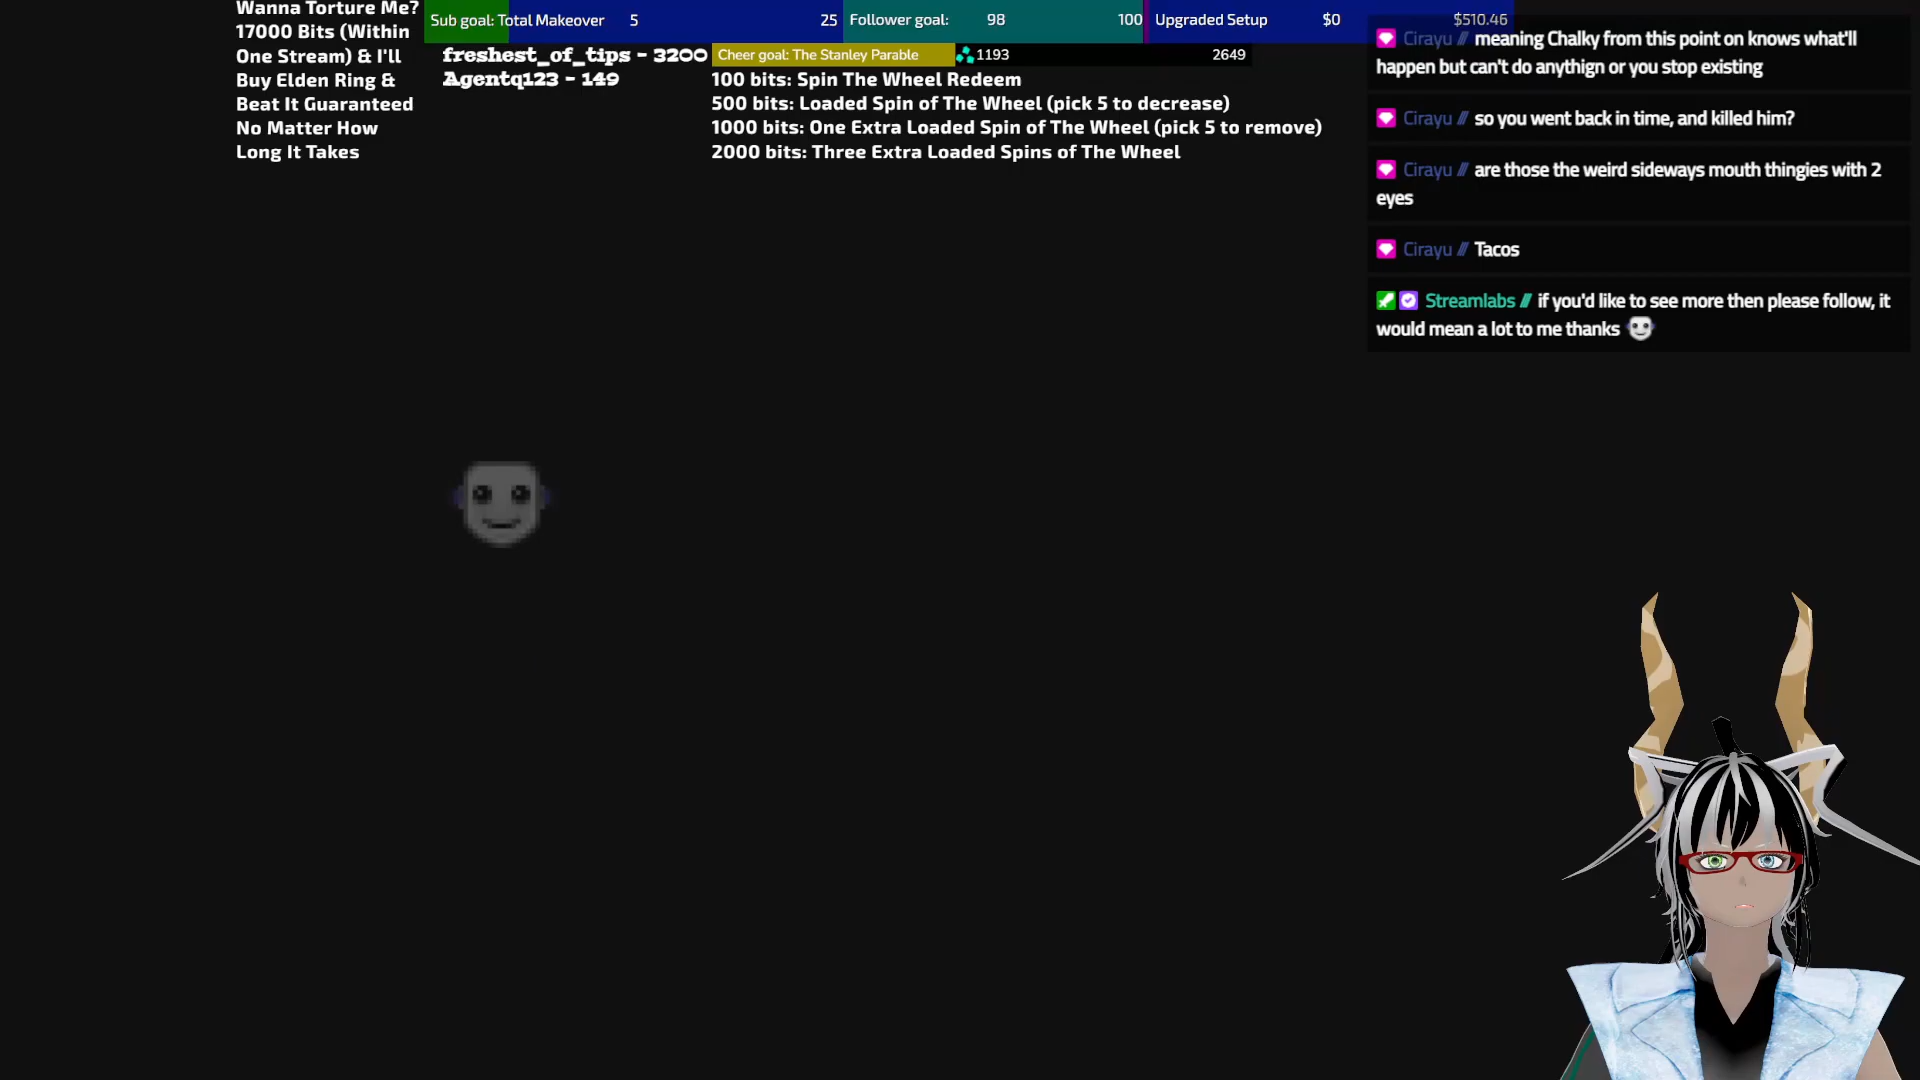 Wanna Torture Me?
17000 Bits (Within
One Stream) & I'll
Buy Elden Ring &
Beat It Guaranteed
No Matter How
Long It Takes
Sub goal: Total Makeover 5 25
Follower goal: 98 100
Upgraded Setup $0 $510.46
freshest_of_tips - 3200
Agentq123 - 149
Cheer goal: The Stanley Parable 1193 2649
100 bits: Spin The Wheel Redeem
500 bits: Loaded Spin of The Wheel (pick 5 to decrease)
1000 bits: One Extra Loaded Spin of The Wheel (pick 5 to remove)
2000 bits: Three Extra Loaded Spins of The Wheel
Cirayu // meaning Chalky from this point on knows what'll
happen but can't do anythign or you stop existing
Cirayu // so you went back in time, and killed him?
Cirayu // are those the weird sideways mouth thingies with 2
eyes
Cirayu // Tacos
Streamlabs // if you'd like to see more then please follow, it
would mean a lot to me thanks